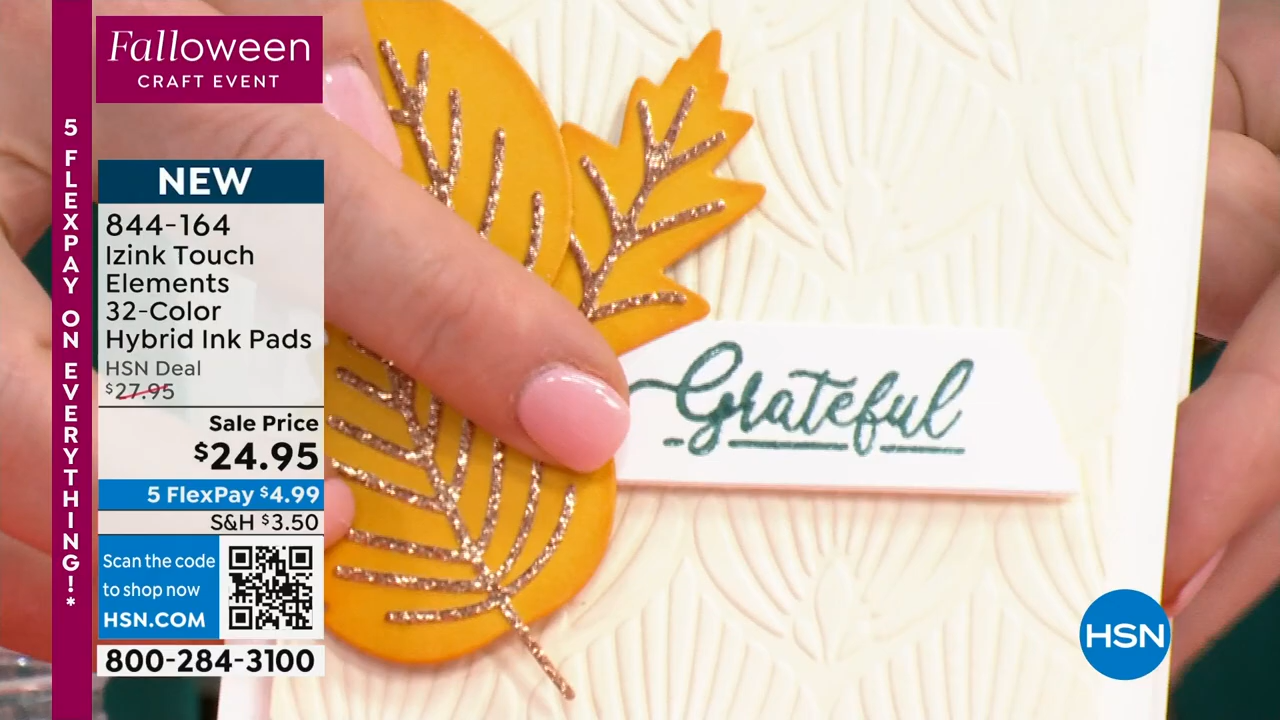 Falloween
CRAFT EVENT
5 FLEXPAY ON EVERYTHING!*
NEW
844-164
Izink Touch
Elements
32-Color
Hybrid Ink Pads
HSN Deal
$27.95
Sale Price
$24.95
5 FlexPay $4.99
S&H $3.50
Scan the code
to shop now
HSN.COM
800-284-3100
Grateful
HSN